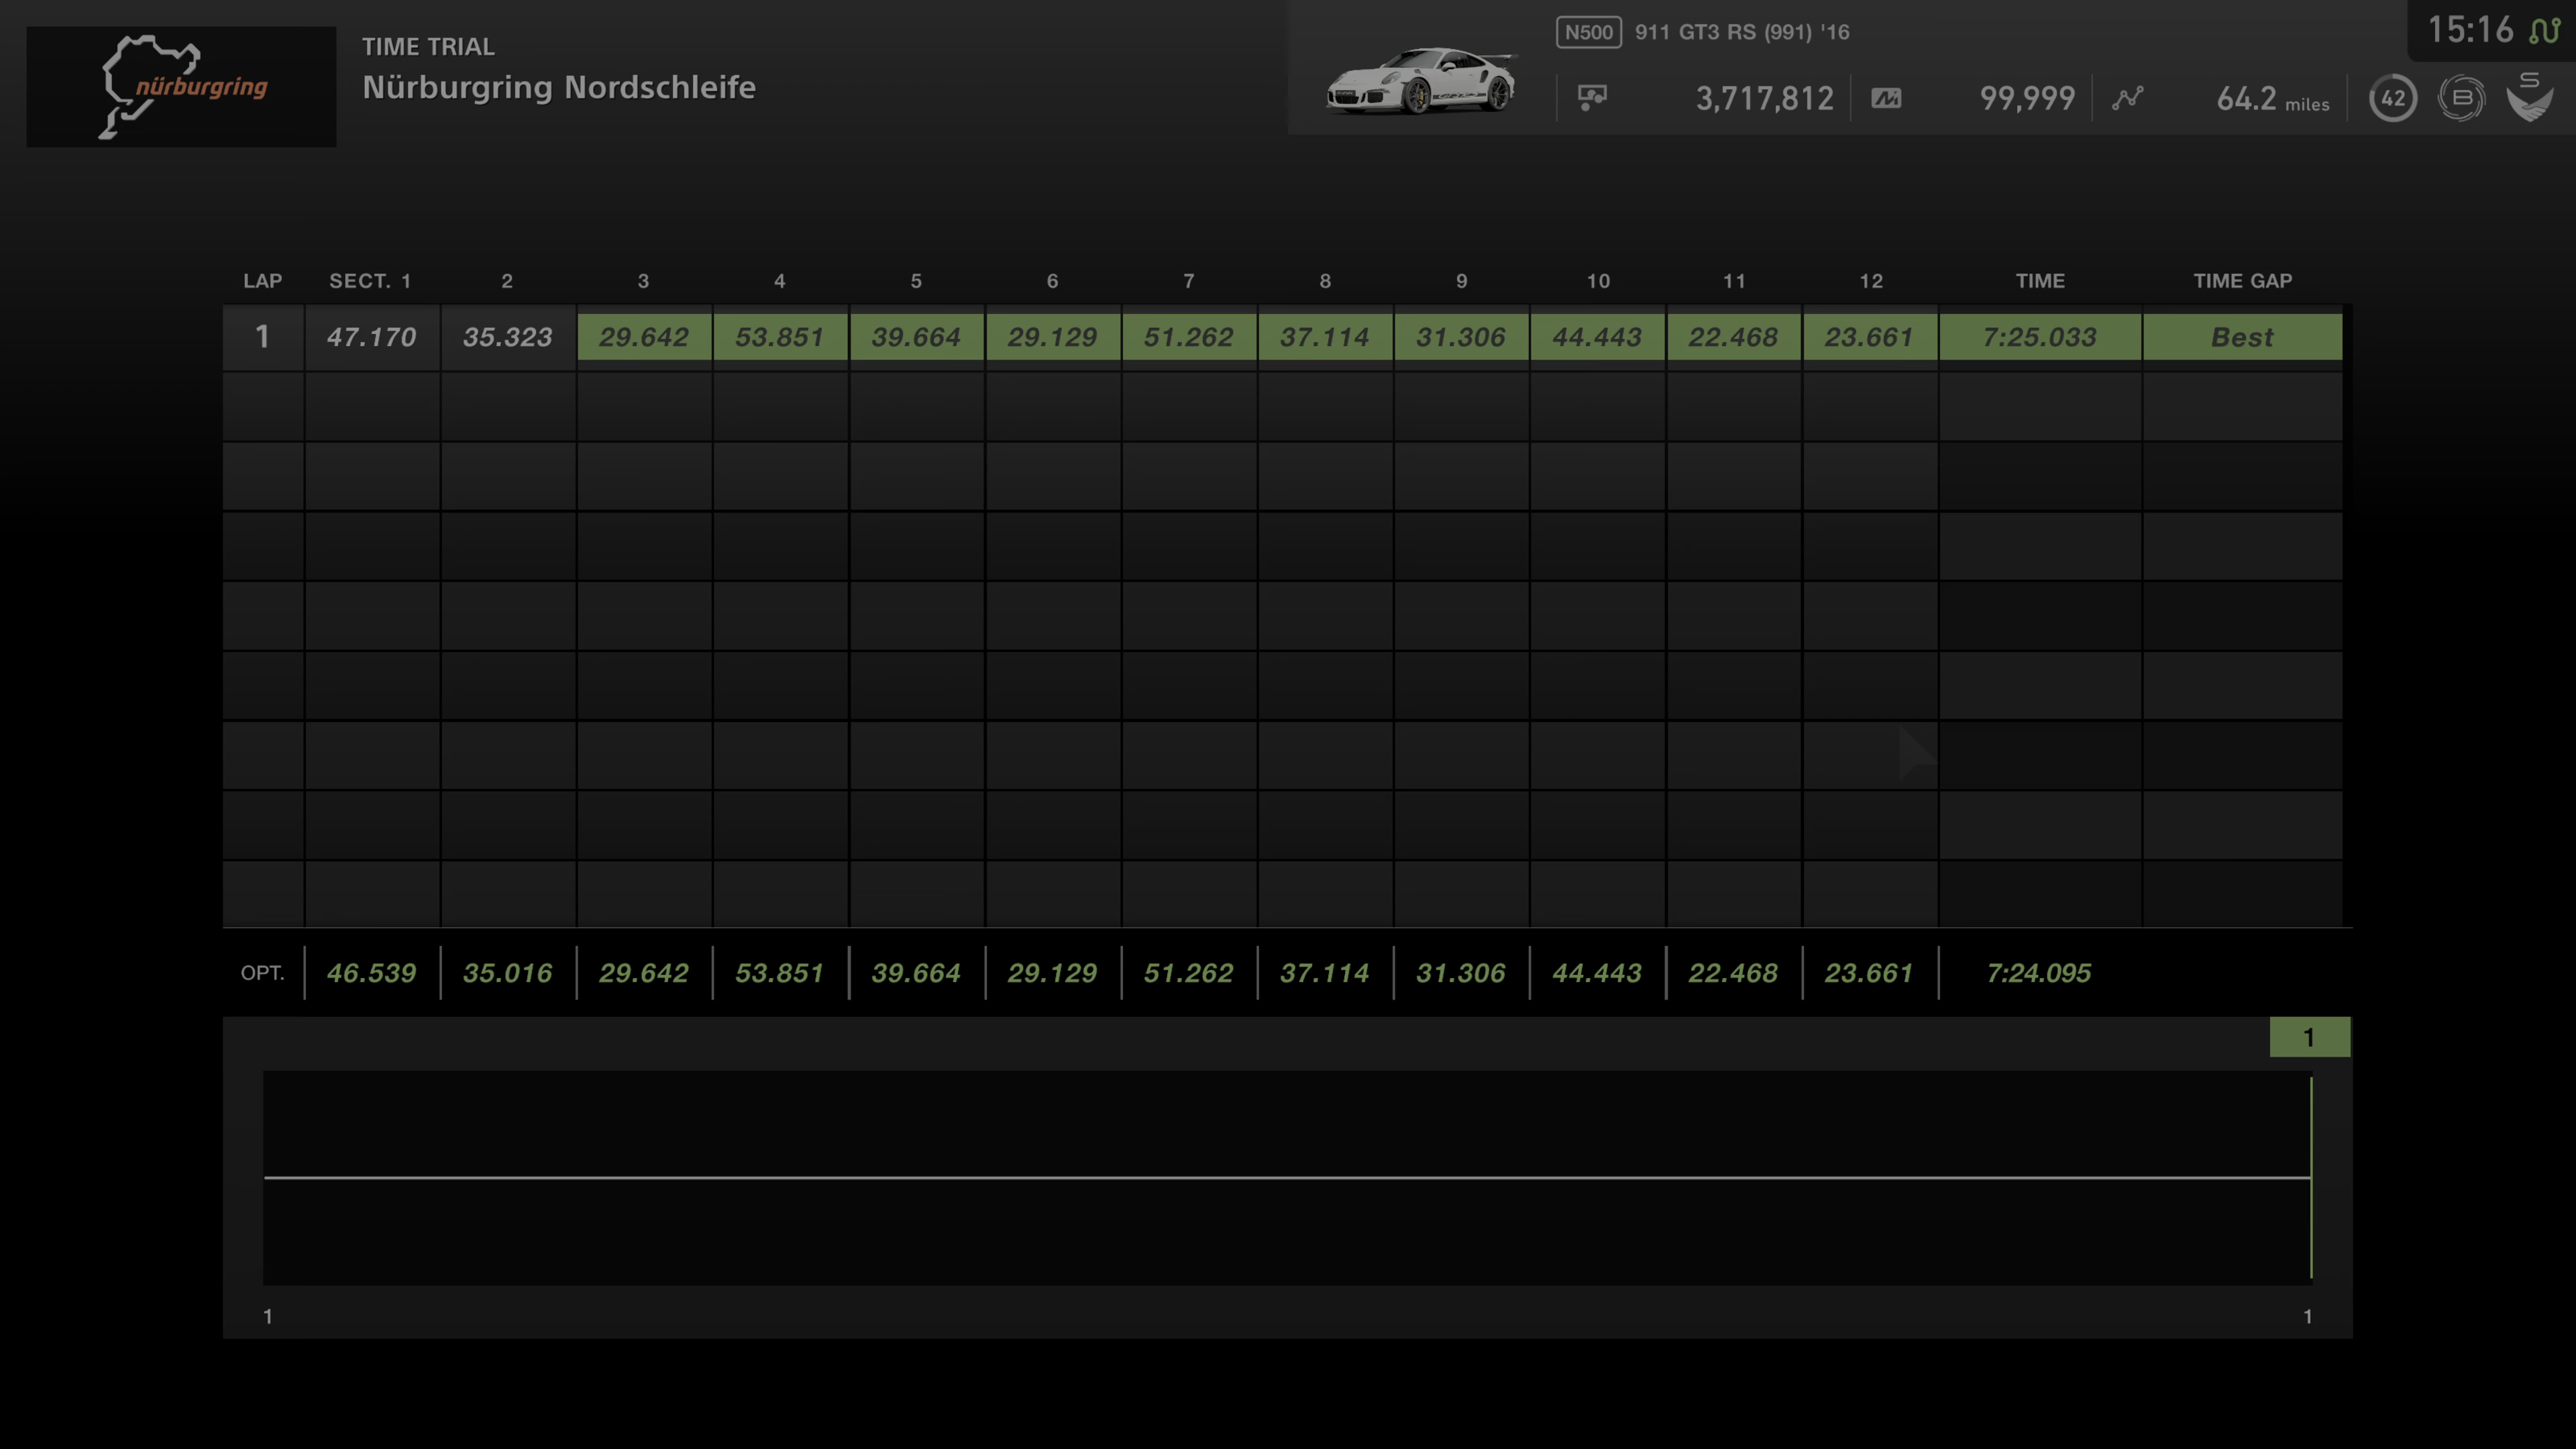 nürburgring
TIME TRIAL
Nürburgring Nordschleife
N500 911 GT3 RS (991) '16
15:16
3,717,812 99,999 64.2 miles 42 B S
LAP SECT. 1 2 3 4 5 6 7 8 9 10 11 12 TIME TIME GAP
1 47.170 35.323 29.642 53.851 39.664 29.129 51.262 37.114 31.306 44.443 22.468 23.661 7:25.033 Best
OPT. 46.539 35.016 29.642 53.851 39.664 29.129 51.262 37.114 31.306 44.443 22.468 23.661 7:24.095
1
1 1